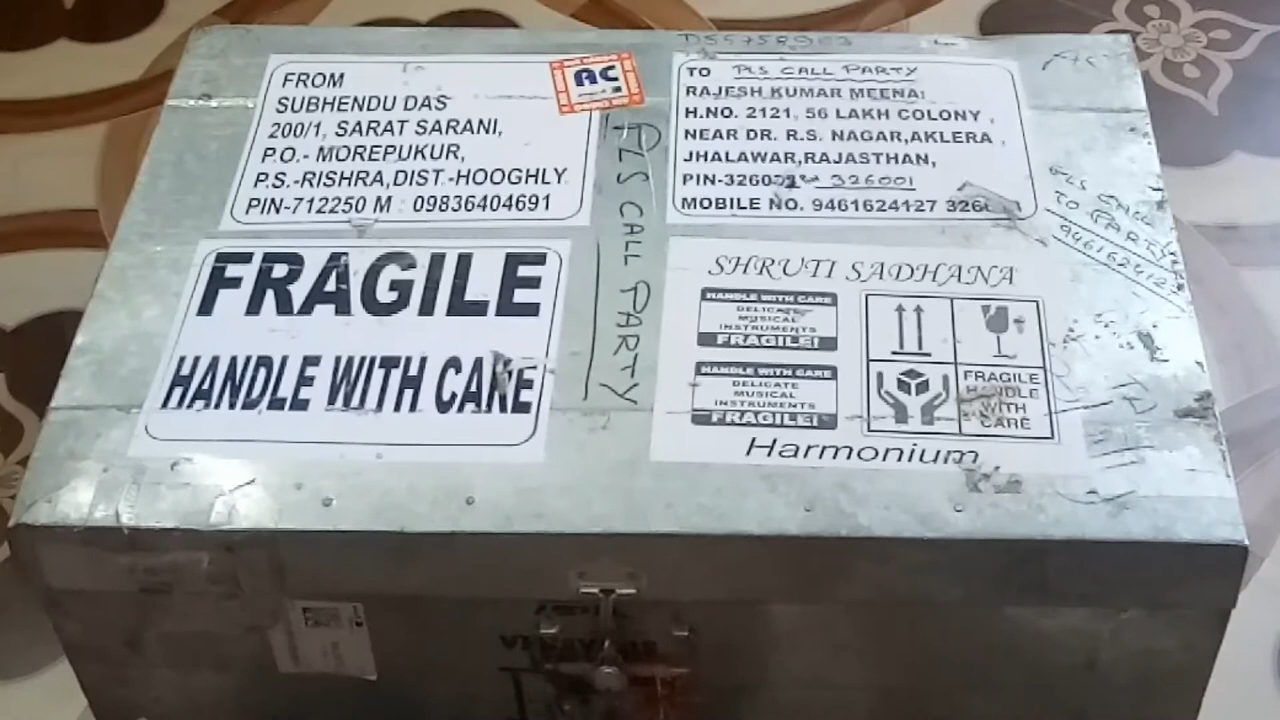 D55758963
FROM
SUBHENDU DAS
200/1, SARAT SARANI,
P.O.- MOREPUKUR,
P.S.-RISHRA,DIST.-HOOGHLY
PIN-712250 M : 09836404691
AC
PLS CALL PARTY
TO PLS CALL PARTY
RAJESH KUMAR MEENA
H.NO. 2121, 56 LAKH COLONY ,
NEAR DR. R.S. NAGAR,AKLERA ,
JHALAWAR,RAJASTHAN,
326001
MOBILE NO. 9461624127
PLS CALL
TO PARTY
FRAGILE
HANDLE WITH CARE
SHRUTI SADHANA
HANDLE WITH CARE
DELICATE
MUSICAL
INSTRUMENTS
FRAGILE!
HANDLE WITH CARE
DELICATE
MUSICAL
INSTRUMENTS
FRAGILE!
FRAGILE
HANDLE
WITH
CARE
Harmonium